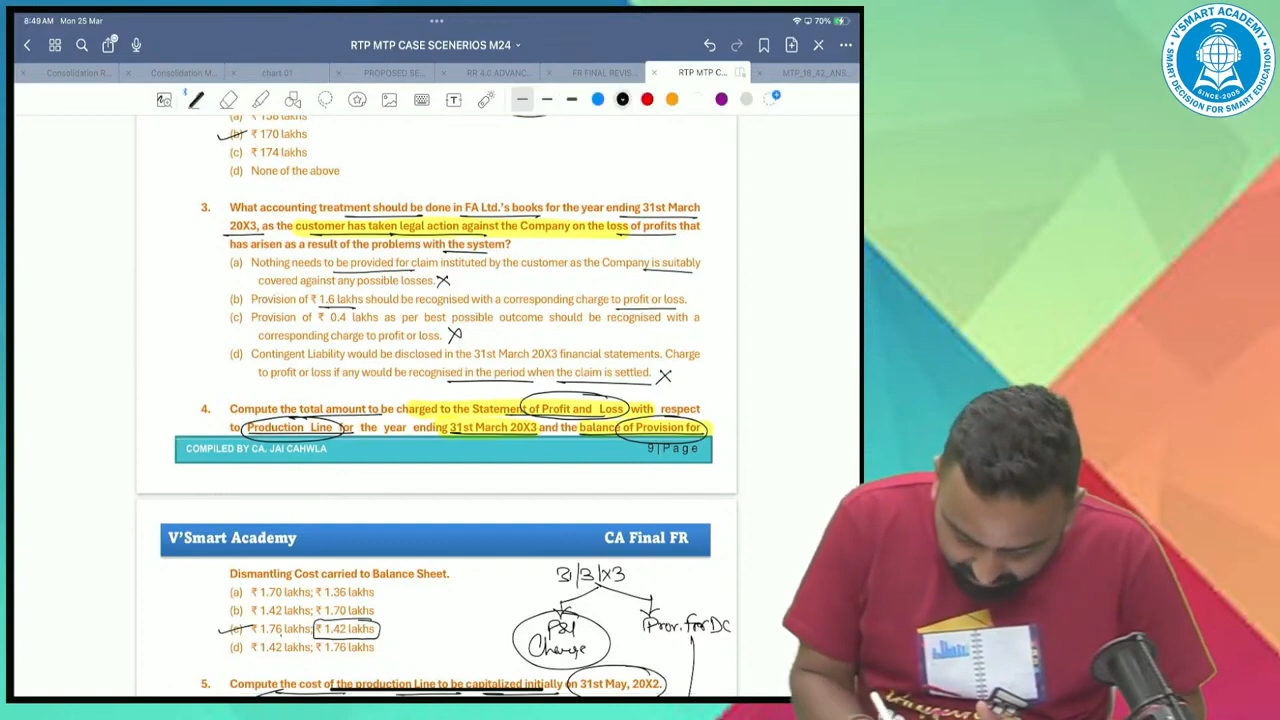 8:49 AM Mon 25 Mar
70%
RTP MTP CASE SCENERIOS M24
Consolidation R...
Consolidation M...
chart 01
PROPOSED SE...
RR 4.0 ADVANC...
FR FINAL REVIS...
RTP MTP C...
MTP_18_42_ANS
(a) ₹ 158 lakhs
(b) ₹ 170 lakhs
(c) ₹ 174 lakhs
(d) None of the above
3. What accounting treatment should be done in FA Ltd.'s books for the year ending 31st March
20X3, as the customer has taken legal action against the Company on the loss of profits that
has arisen as a result of the problems with the system?
(a) Nothing needs to be provided for claim instituted by the customer as the Company is suitably
covered against any possible losses.
(b) Provision of ₹ 1.6 lakhs should be recognised with a corresponding charge to profit or loss.
(c) Provision of ₹ 0.4 lakhs as per best possible outcome should be recognised with a
corresponding charge to profit or loss.
(d) Contingent Liability would be disclosed in the 31st March 20X3 financial statements. Charge
to profit or loss if any would be recognised in the period when the claim is settled.
4. Compute the total amount to be charged to the Statement of Profit and Loss with respect
to Production Line for the year ending 31st March 20X3 and the balance of Provision for
COMPILED BY CA. JAI CAHWLA
9|Page
V'Smart Academy
CA Final FR
Dismantling Cost carried to Balance Sheet.
(a) ₹ 1.70 lakhs; ₹ 1.36 lakhs
(b) ₹ 1.42 lakhs; ₹ 1.70 lakhs
(c) ₹ 1.76 lakhs; ₹ 1.42 lakhs
(d) ₹ 1.42 lakhs; ₹ 1.76 lakhs
31/3/X3
P&L
Charge
Prov. for DC
5. Compute the cost of the production Line to be capitalized initially on 31st May, 20X2.
V'SMART ACADEMY
SINCE-2005
SMART DECISION FOR SMART EDUCATION